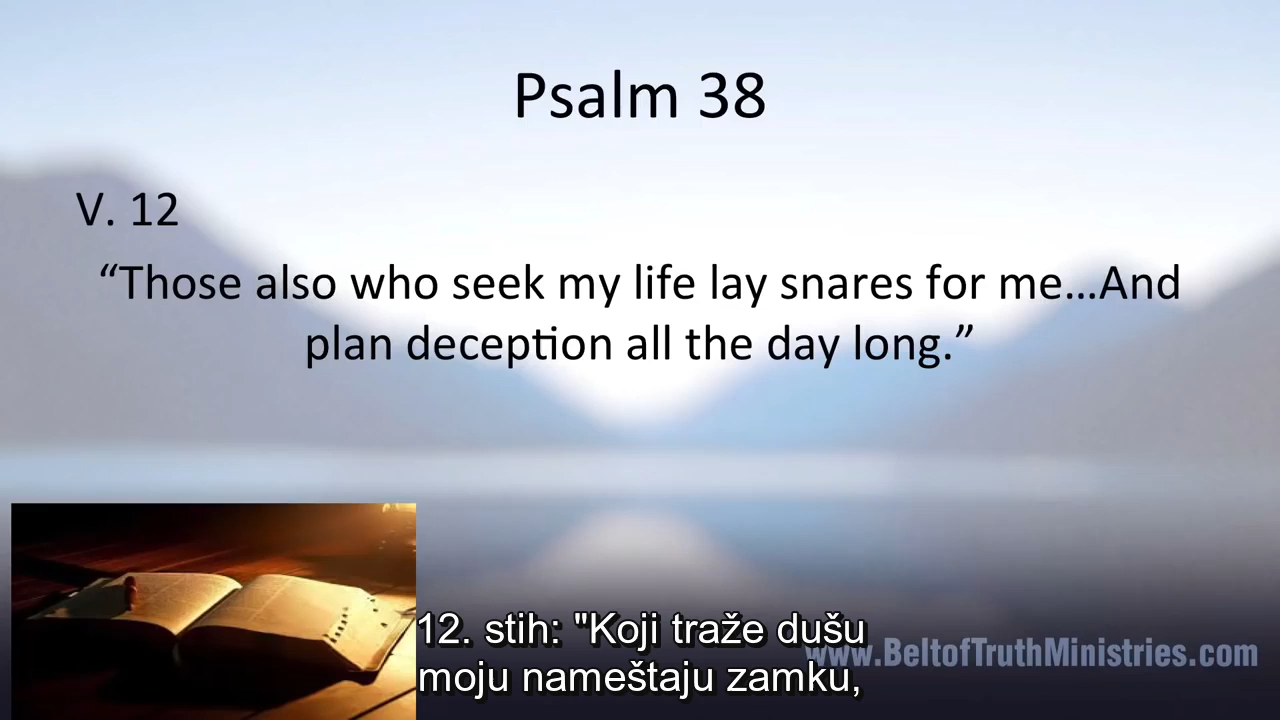 Psalm 38
V. 12
“Those also who seek my life lay snares for me…And
plan deception all the day long.”
12. stih: "Koji traže dušu
moju nameštaju zamku,
www.BeltofTruthMinistries.com